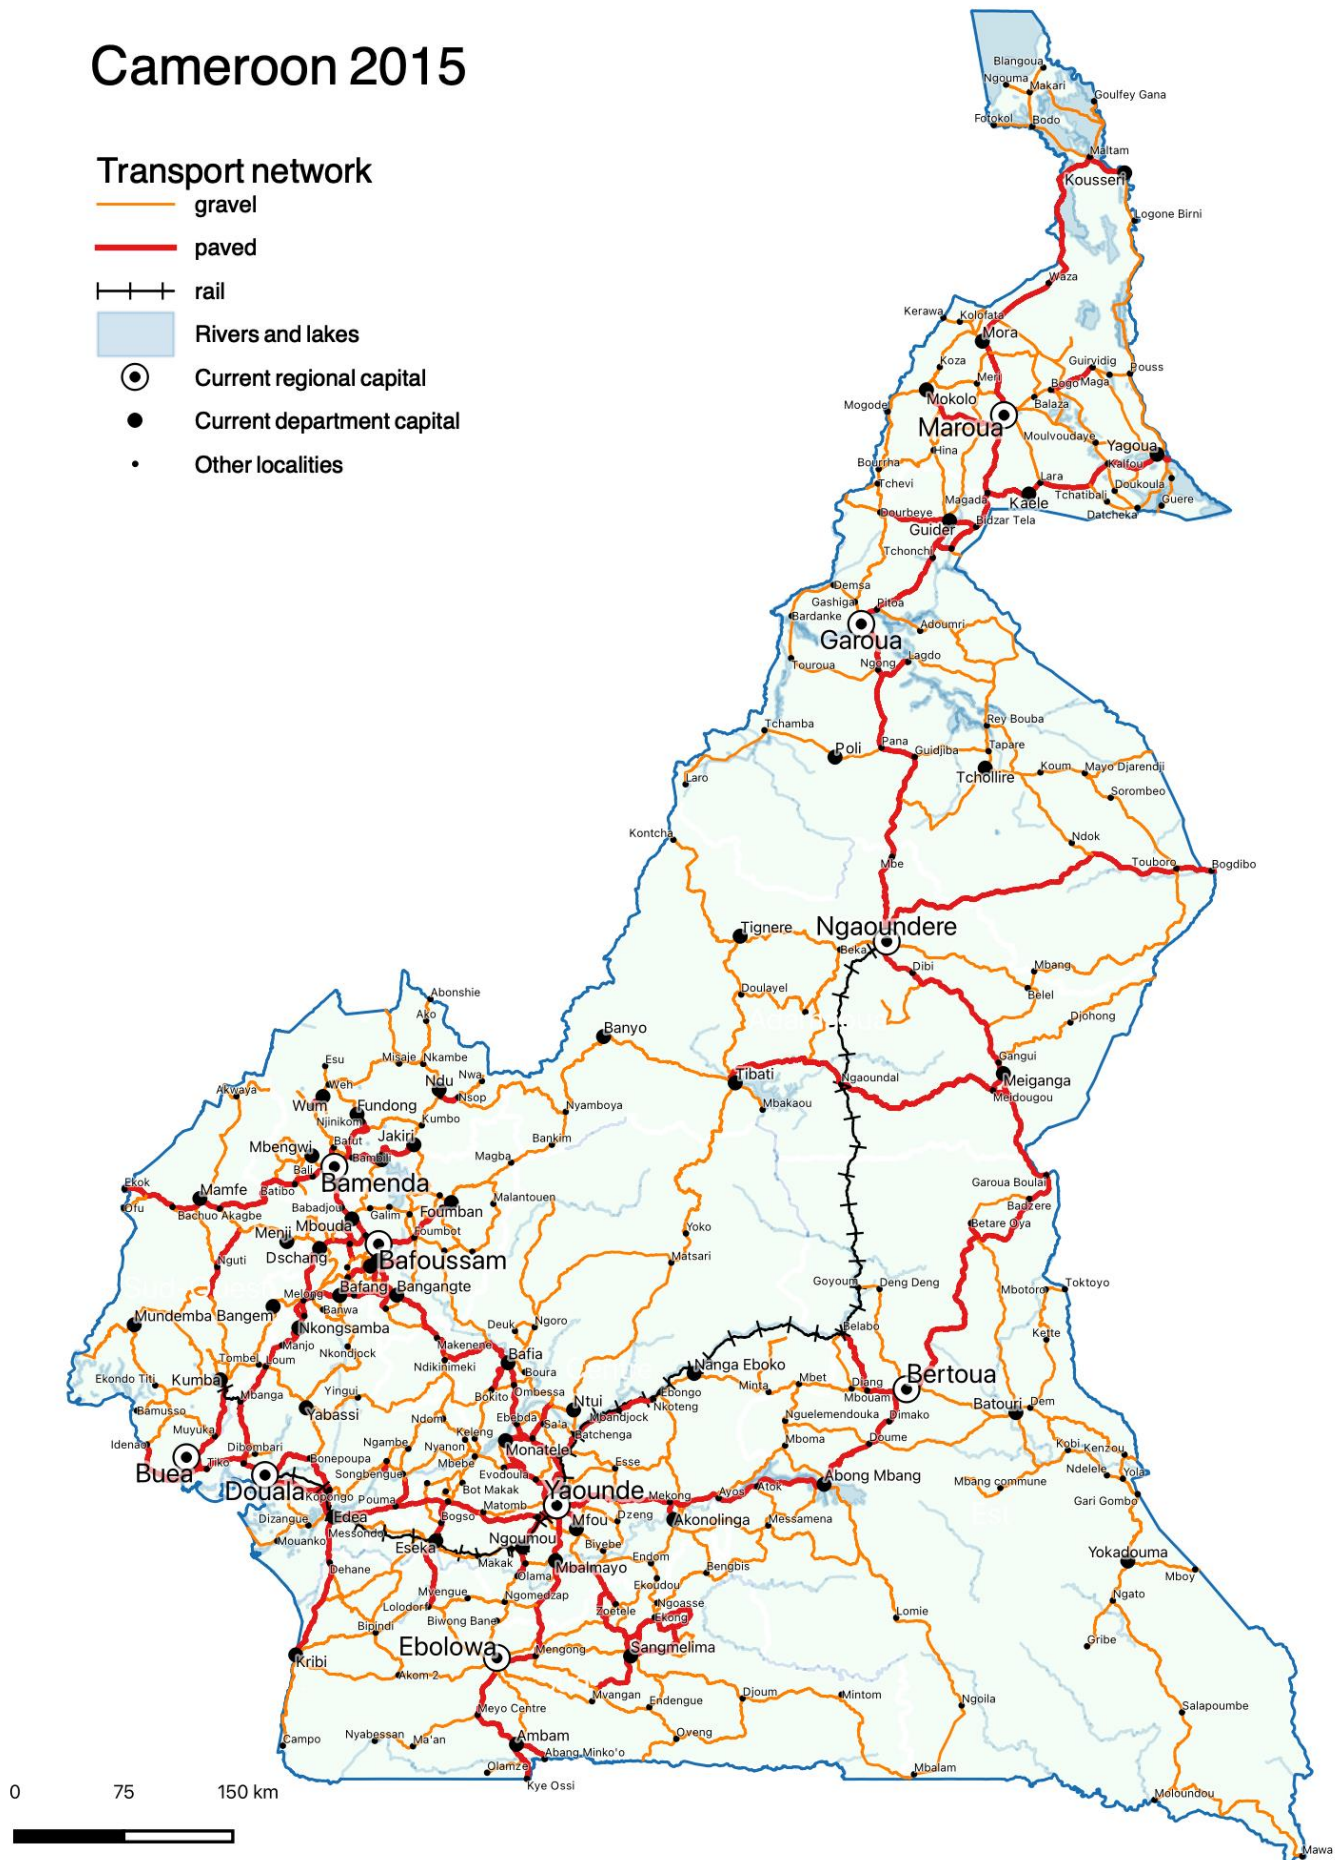 Cameroon 2015
Transport network
gravel
paved
rail
Rivers and lakes
Current regional capital
Current department capital
Other localities
Blangoua
Ngouma
Makari
Goulfey Gana
Fotokol
Bodo
Maltam
Kousseri
Logone Birni
Waza
Kerawa
Kolofata
Mora
Koza
Meri
Guirvidig
Pouss
Bogo
Maga
Mokolo
Mogode
Balaza
Maroua
Moulvoudaye
Yagoua
Hina
Bourrha
Kalfou
Tchevi
Lara
Doukoula
Magada
Kaele
Tchatibali
Guere
Dourbeye
Datcheka
Guider
Bidzar Tela
Tchonchi
Demsa
Gashiga
Pitoa
Bardanke
Adoumri
Garoua
Lagdo
Touroua
Ngong
Rey Bouba
Tchamba
Poli
Pana
Guidjiba
Tapare
Tchollire
Koum
Mayo Djarendji
Laro
Sorombeo
Kontcha
Ndok
Mbe
Touboro
Bogdibo
Tignere
Ngaoundere
Beka
Dibi
Mbang
Doulayel
Belel
Abonshie
Djohong
Ako
Banyo
Gangui
Esu
Misaje
Nkambe
Nwa
Tibati
Ngaoundal
Meiganga
Akwaya
Weh
Ndu
Nsop
Meidougou
Wum
Fundong
Nyamboya
Mbakaou
Njinikom
Kumbo
Bafut
Jakiri
Bankim
Mbengwi
Bambili
Magba
Bali
Bamenda
Ekok
Mamfe
Batibo
Garoua Boulai
Ofu
Bachuo Akagbe
Babadjou
Galim
Foumban
Malantouen
Badzere
Menji
Mbouda
Foumbot
Yoko
Betare Oya
Nguti
Dschang
Bafoussam
Matsari
Goyoum
Deng Deng
Mbotoro
Toktoyo
Melong
Bafang
Bangangte
Mundemba
Bangem
Banwa
Nkongsamba
Deuk
Ngoro
Belabo
Kette
Manjo
Nkondjock
Makenene
Bafia
Tombel
Loum
Ndikinimeki
Boura
Nanga Eboko
Bertoua
Ekondo Titi
Kumba
Mbanga
Yingui
Bokito
Ombessa
Ntui
Ebongo
Minta
Mbet
Diang
Mbouam
Batouri
Dem
Bamusso
Yabassi
Ndom
Ebebda
Sa'a
Mbandjock
Nkoteng
Nguelemendouka
Dimako
Muyuka
Keleng
Batchenga
Idenao
Dibombari
Ngambe
Nyanon
Monatele
Mboma
Doume
Kobi
Kenzou
Buea
Tiko
Bonepoupa
Mbebe
Esse
Songbengue
Evodoula
Ndelele
Yola
Douala
Bot Makak
Yaounde
Abong Mbang
Mbang commune
Kopongo
Pouma
Matomb
Mekong
Ayos
Atok
Gari Gombo
Dizangue
Edea
Bogso
Mfou
Dzeng
Akonolinga
Messamena
Mouanko
Messondo
Eseka
Ngoumou
Biyebe
Yokadouma
Makak
Mbalmayo
Endom
Bengbis
Mboy
Dehane
Olama
Ekoudou
Ngato
Mvengue
Ngomedzap
Lolodorf
Zoetele
Ngoasse
Lomie
Bipindi
Biwong Bane
Ekong
Gribe
Ebolowa
Mengong
Sangmelima
Kribi
Akom 2
Mvangan
Djoum
Mintom
Ngoila
Endengue
Salapoumbe
Meyo Centre
Campo
Nyabessan
Ma'an
Ambam
Oveng
Abang Minko'o
Olamze
Mbalam
Kye Ossi
Moloundou
Mawa
0 75 150 km